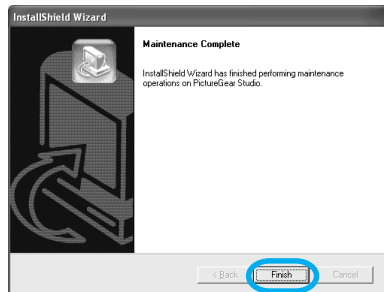 InstallShield Wizard
Maintenance Complete
InstallShield Wizard has finished performing maintenance
operations on PictureGear Studio.
< Back
Finish
Cancel